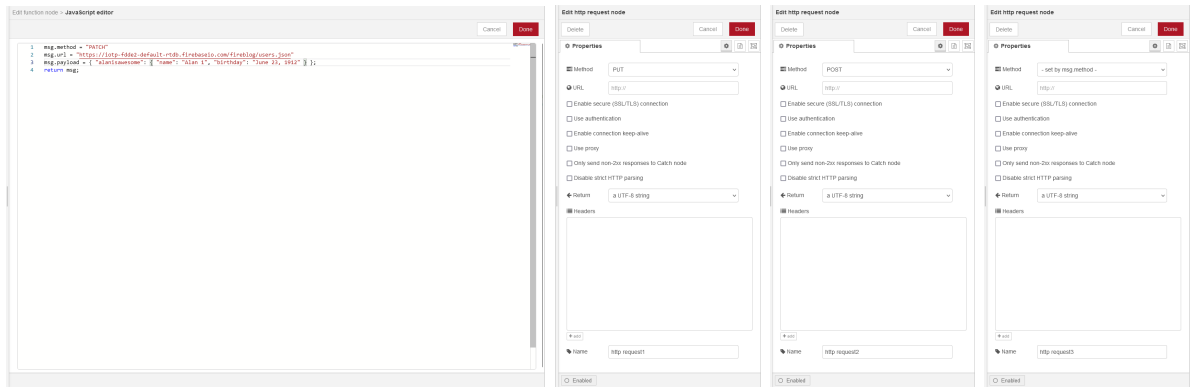 Edit function node > JavaScript editor
Cancel
Done
1 msg.method = "PATCH"
2 msg.url = "https://iotp-fdde2-default-rtdb.firebaseio.com/fireblog/users.json"
3 msg.payload = { "alanisawesome": { "name": "Alan 1", "birthday": "June 23, 1912" } };
4 return msg;
Edit http request node
Delete
Cancel
Done
Properties
Method
PUT
URL
http://
Enable secure (SSL/TLS) connection
Use authentication
Enable connection keep-alive
Use proxy
Only send non-2xx responses to Catch node
Disable strict HTTP parsing
Return
a UTF-8 string
Headers
add
Name
http request1
Enabled
Edit http request node
Delete
Cancel
Done
Properties
Method
POST
URL
http://
Enable secure (SSL/TLS) connection
Use authentication
Enable connection keep-alive
Use proxy
Only send non-2xx responses to Catch node
Disable strict HTTP parsing
Return
a UTF-8 string
Headers
add
Name
http request2
Enabled
Edit http request node
Delete
Cancel
Done
Properties
Method
- set by msg.method -
URL
http://
Enable secure (SSL/TLS) connection
Use authentication
Enable connection keep-alive
Use proxy
Only send non-2xx responses to Catch node
Disable strict HTTP parsing
Return
a UTF-8 string
Headers
add
Name
http request3
Enabled